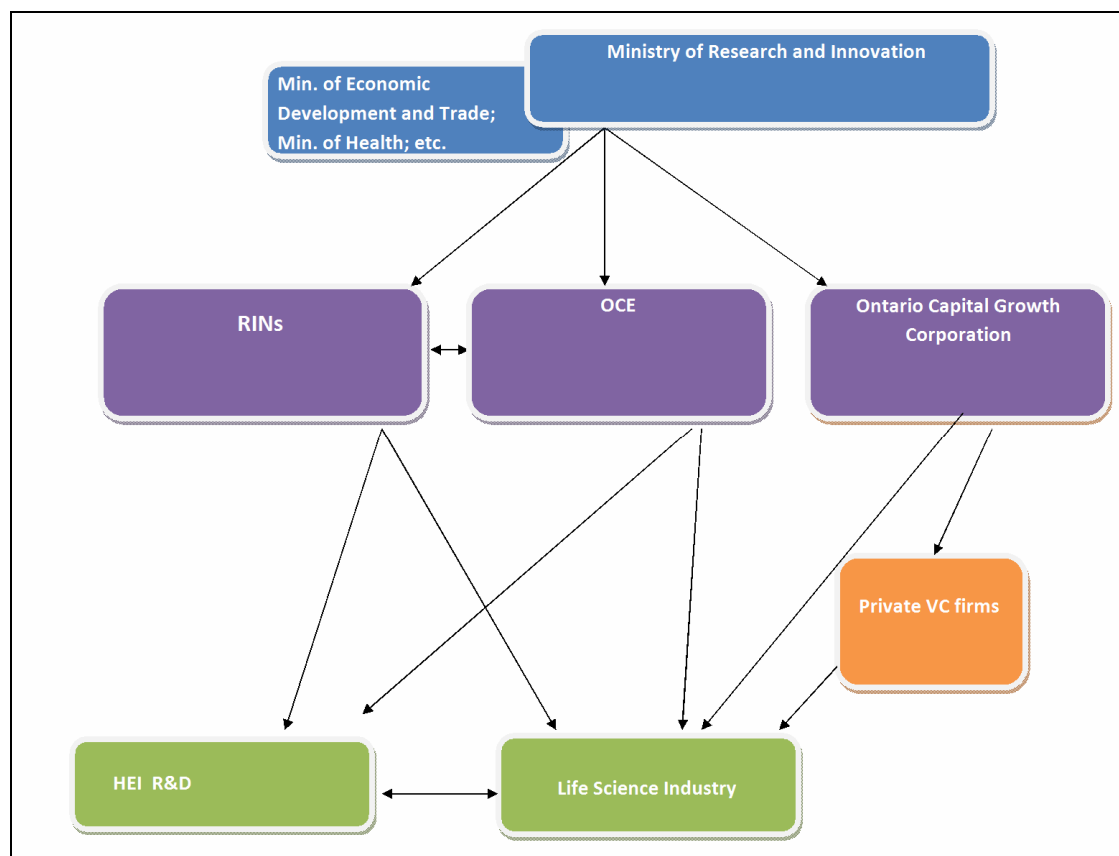 Ministry of Research and Innovation
Min. of Economic
Development and Trade;
Min. of Health; etc.
RINs
OCE
Ontario Capital Growth
Corporation
Private VC firms
HEI R&D
Life Science Industry